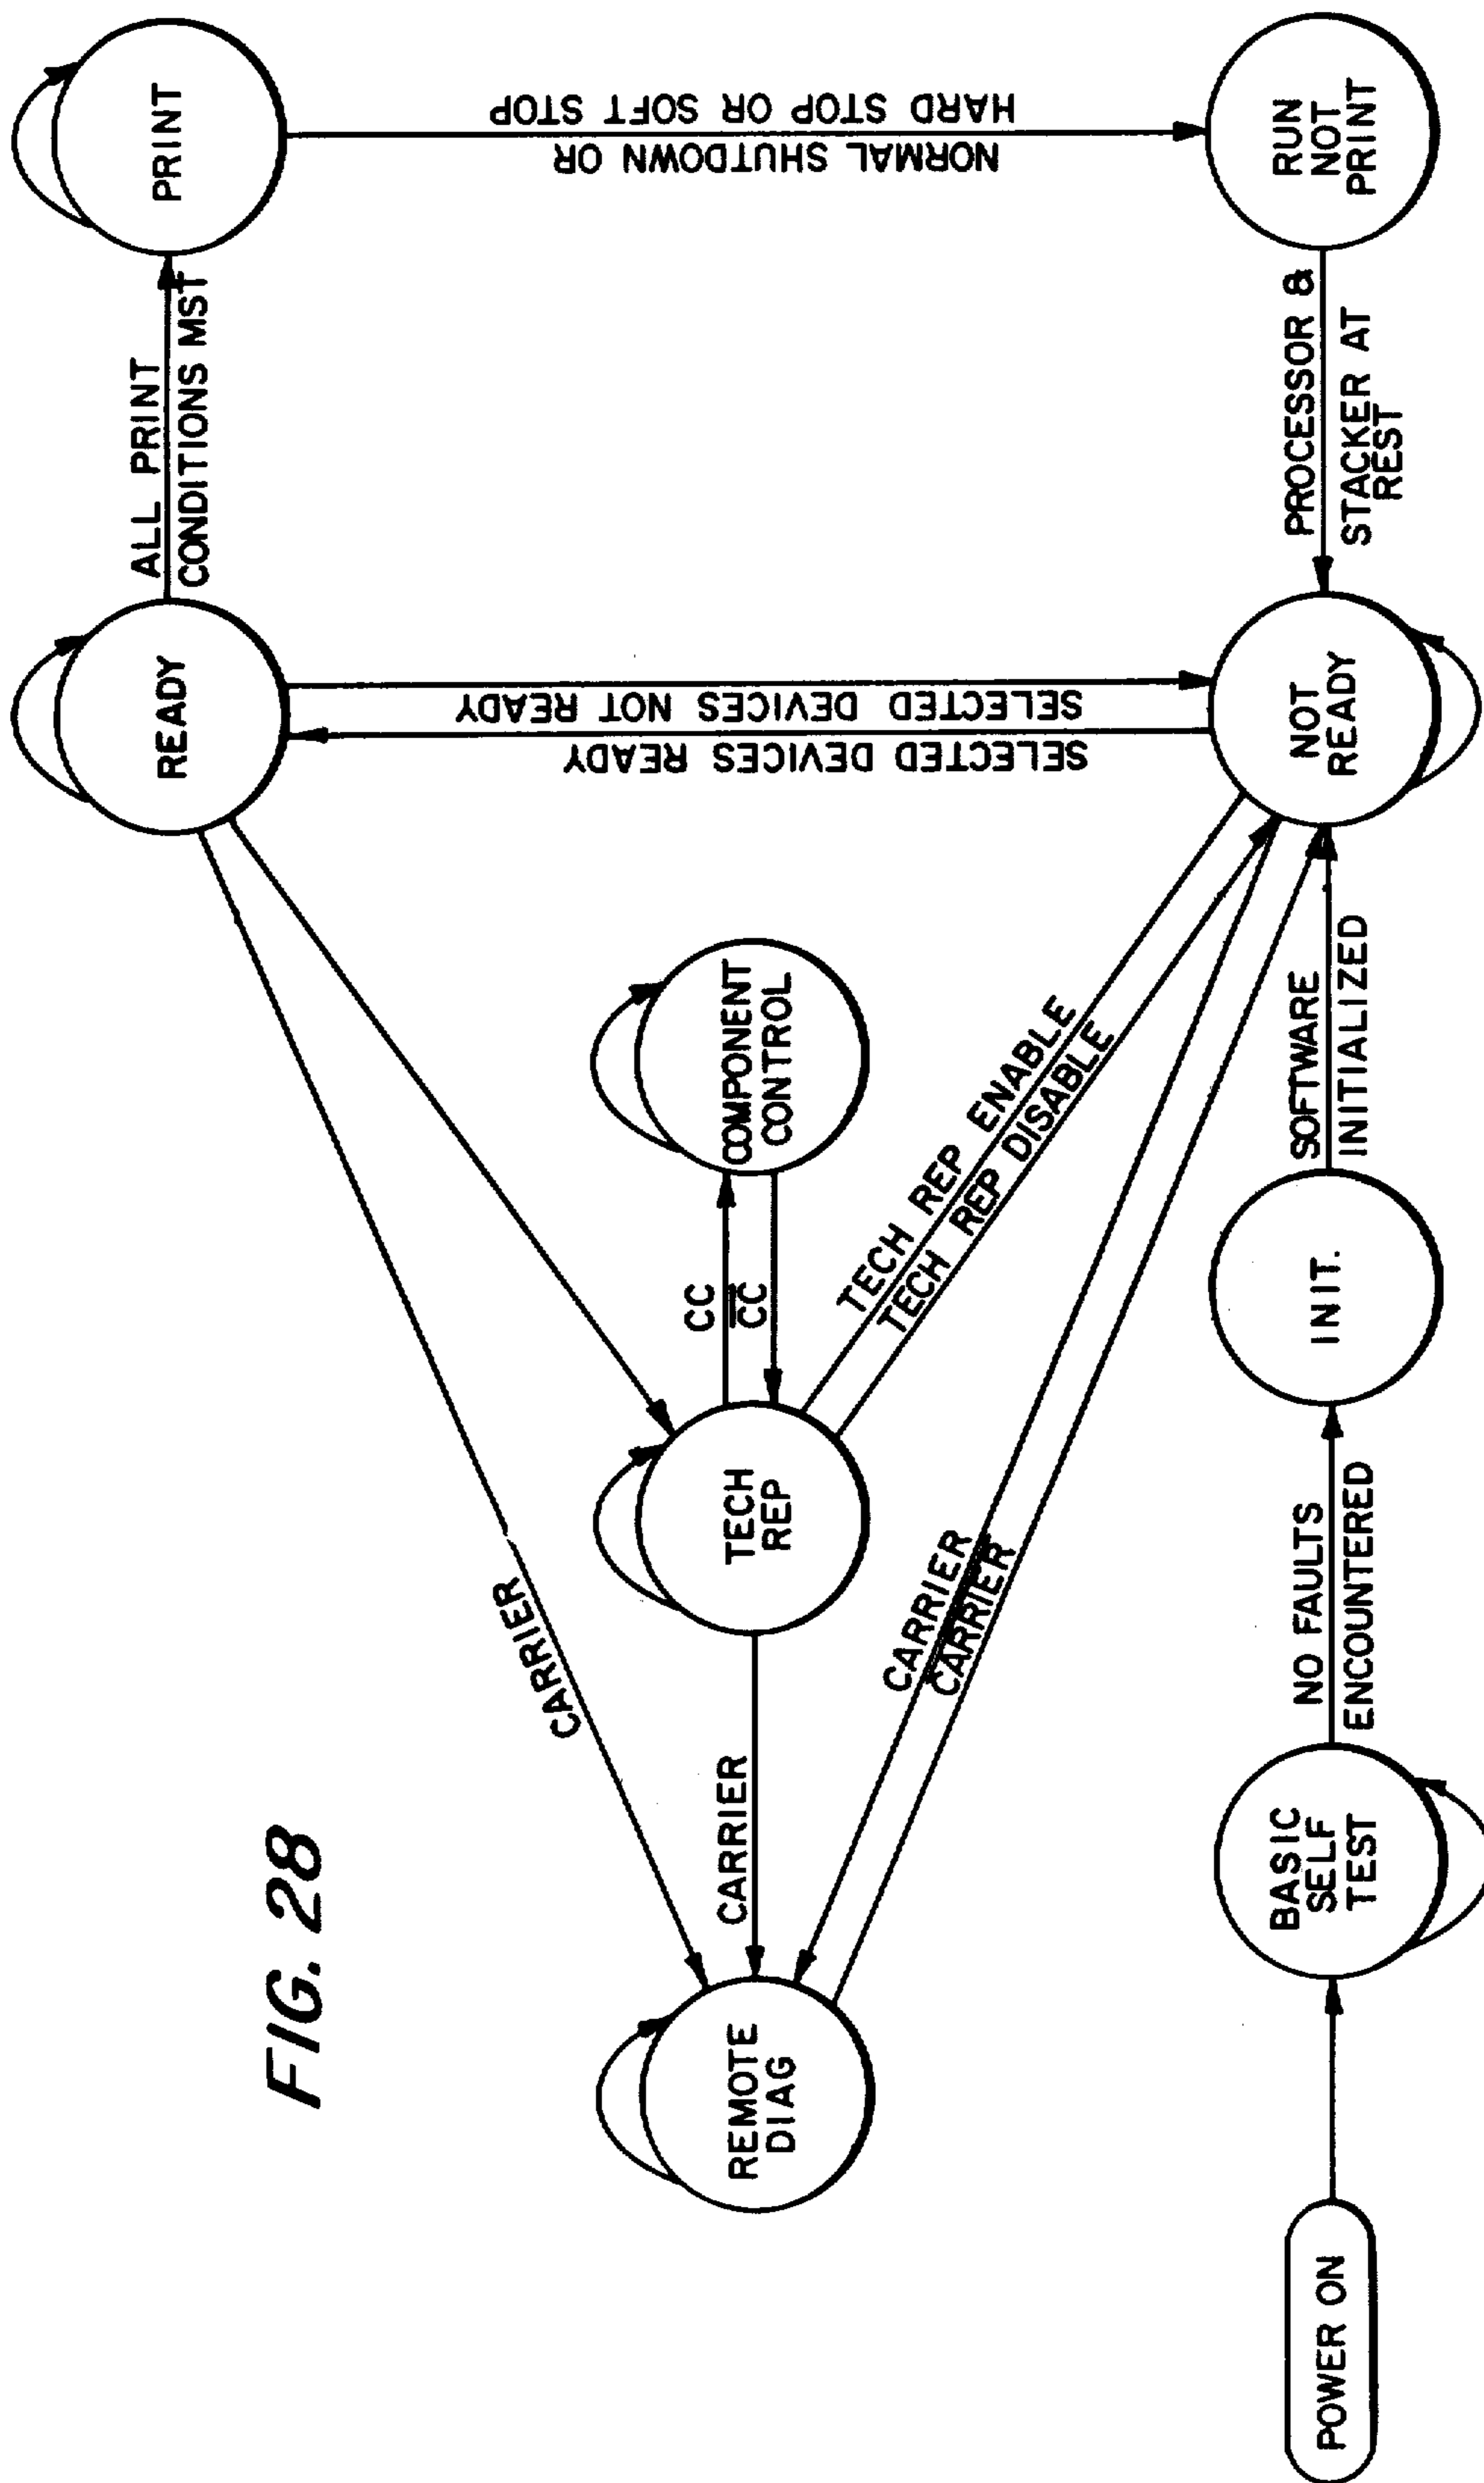 FIG. 28
READY
ALL PRINT
CONDITIONS MST
PRINT
CARRIER
SELECTED DEVICES READY
SELECTED DEVICES NOT READY
NORMAL SHUTDOWN OR
HARD STOP OR SOFT STOP
REMOTE
DIAG
CARRIER
TECH
REP
CC
C̅C̅
COMPONENT
CONTROL
TECH REP ENABLE
TECH REP DISABLE
CARRIER
C̅A̅R̅R̅I̅E̅R̅
POWER ON
BASIC
SELF
TEST
NO FAULTS
ENCOUNTERED
INIT.
SOFTWARE
INITIALIZED
NOT
READY
PROCESSOR &
STACKER AT
REST
RUN
NOT
PRINT